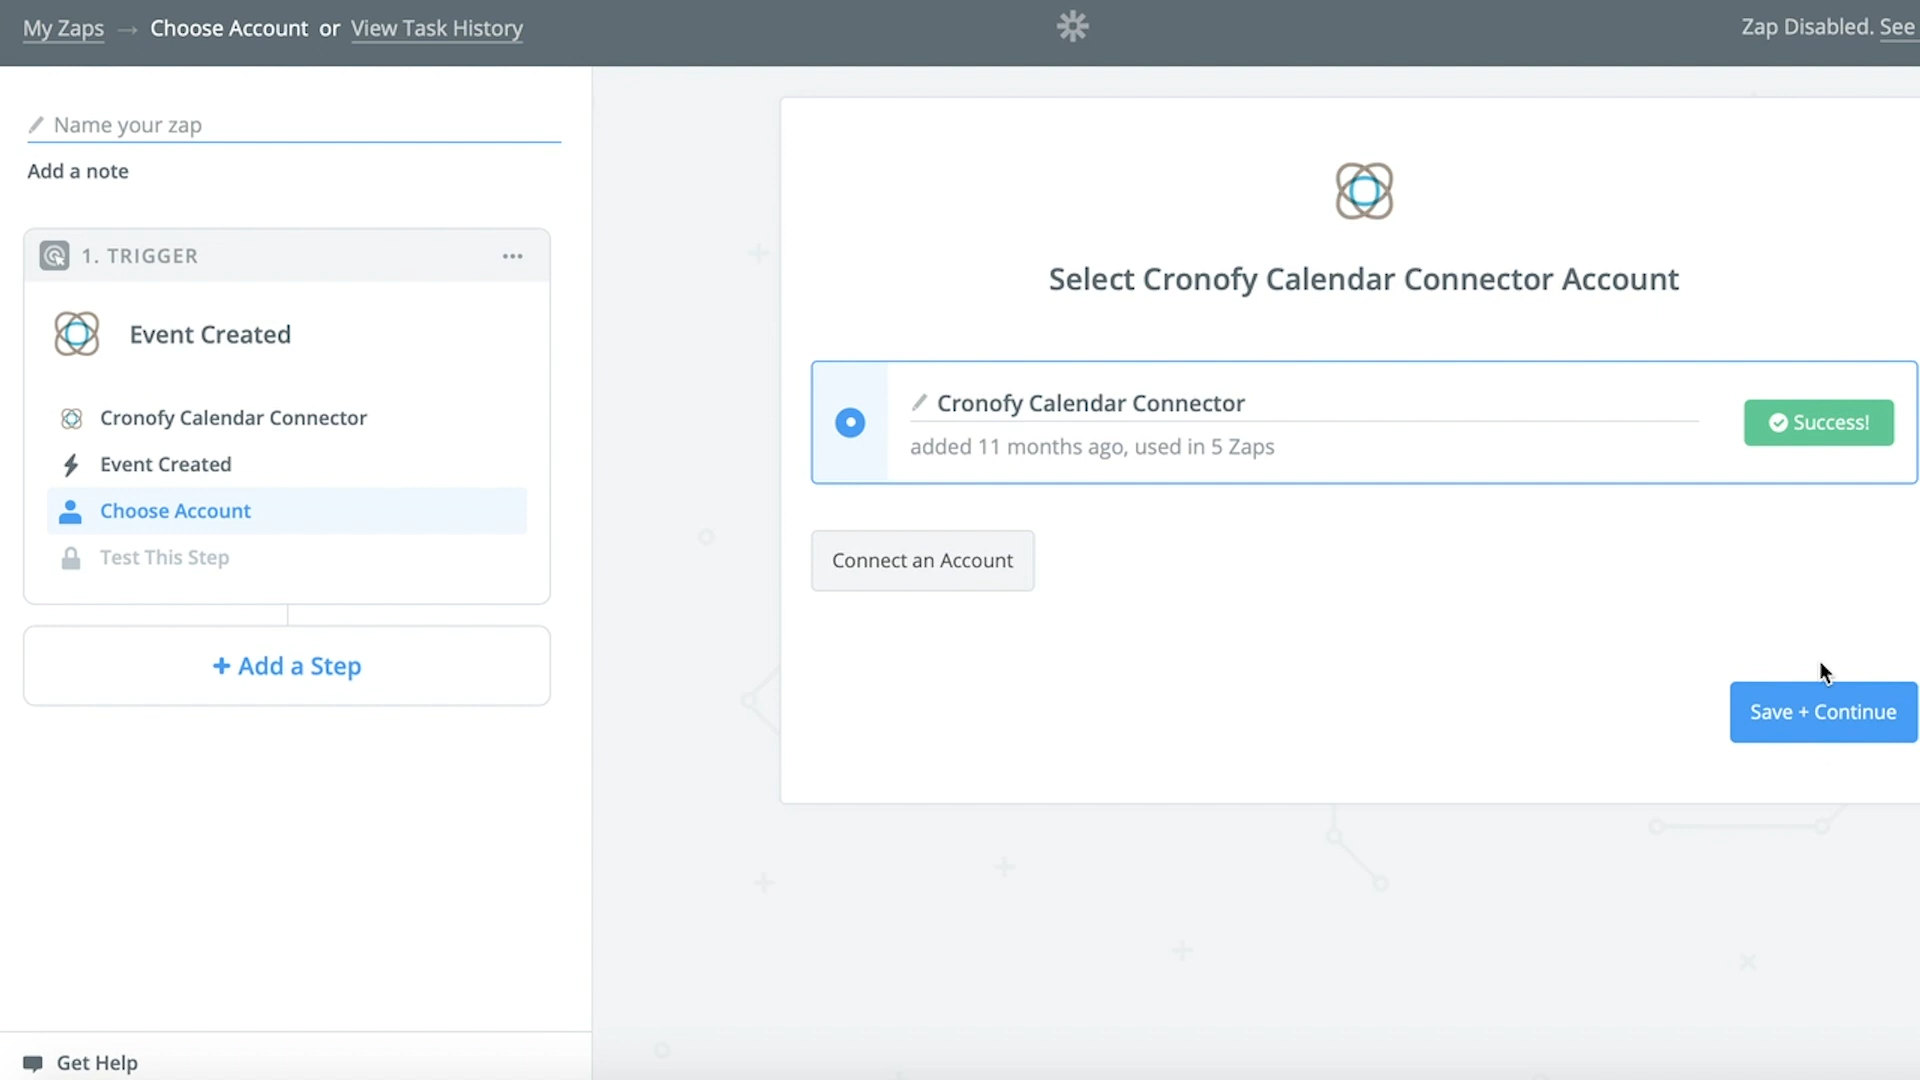 My Zaps → Choose Account or View Task History
Zap Disabled. See
Name your zap
Add a note
1. TRIGGER
Event Created
Cronofy Calendar Connector
Event Created
Choose Account
Test This Step
+ Add a Step
Get Help
Select Cronofy Calendar Connector Account
Cronofy Calendar Connector
added 11 months ago, used in 5 Zaps
Success!
Connect an Account
Save + Continue